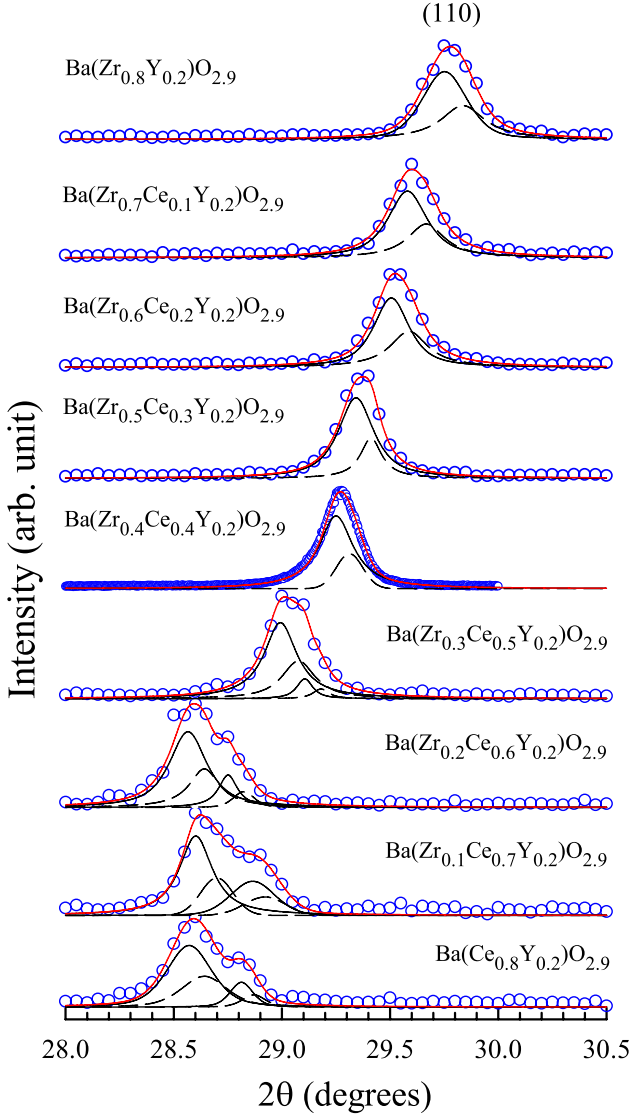 (110)
Ba(Zr0.8Y0.2)O2.9
Ba(Zr0.7Ce0.1Y0.2)O2.9
Ba(Zr0.6Ce0.2Y0.2)O2.9
Ba(Zr0.5Ce0.3Y0.2)O2.9
Ba(Zr0.4Ce0.4Y0.2)O2.9
Ba(Zr0.3Ce0.5Y0.2)O2.9
Ba(Zr0.2Ce0.6Y0.2)O2.9
Ba(Zr0.1Ce0.7Y0.2)O2.9
Ba(Ce0.8Y0.2)O2.9
Intensity (arb. unit)
28.0 28.5 29.0 29.5 30.0 30.5
2θ (degrees)